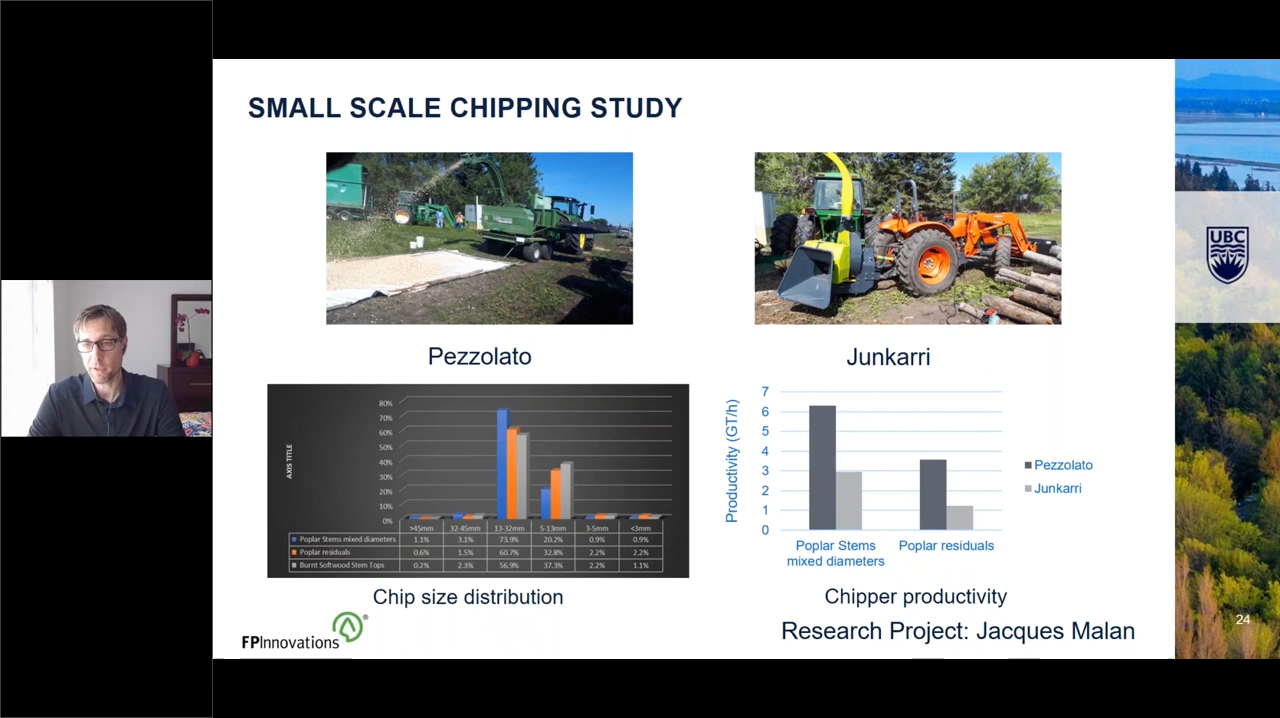 SMALL SCALE CHIPPING STUDY
UBC
Pezzolato
Junkarri
AXIS TITLE
80%
70%
60%
50%
40%
30%
20%
10%
0%
>45mm 32-45mm 13-32mm 5-13mm 3-5mm <3mm
Poplar Stems mixed diameters 1.1% 3.1% 73.9% 20.2% 0.9% 0.9%
Poplar residuals 0.6% 1.5% 60.7% 32.8% 2.2% 2.2%
Burnt Softwood Stem Tops 0.2% 2.3% 56.9% 37.3% 2.2% 1.1%
Chip size distribution
Productivity (GT/h)
7
6
5
4
3
2
1
0
Poplar Stems
mixed diameters
Poplar residuals
Pezzolato
Junkarri
Chipper productivity
FPInnovations®
Research Project: Jacques Malan
24